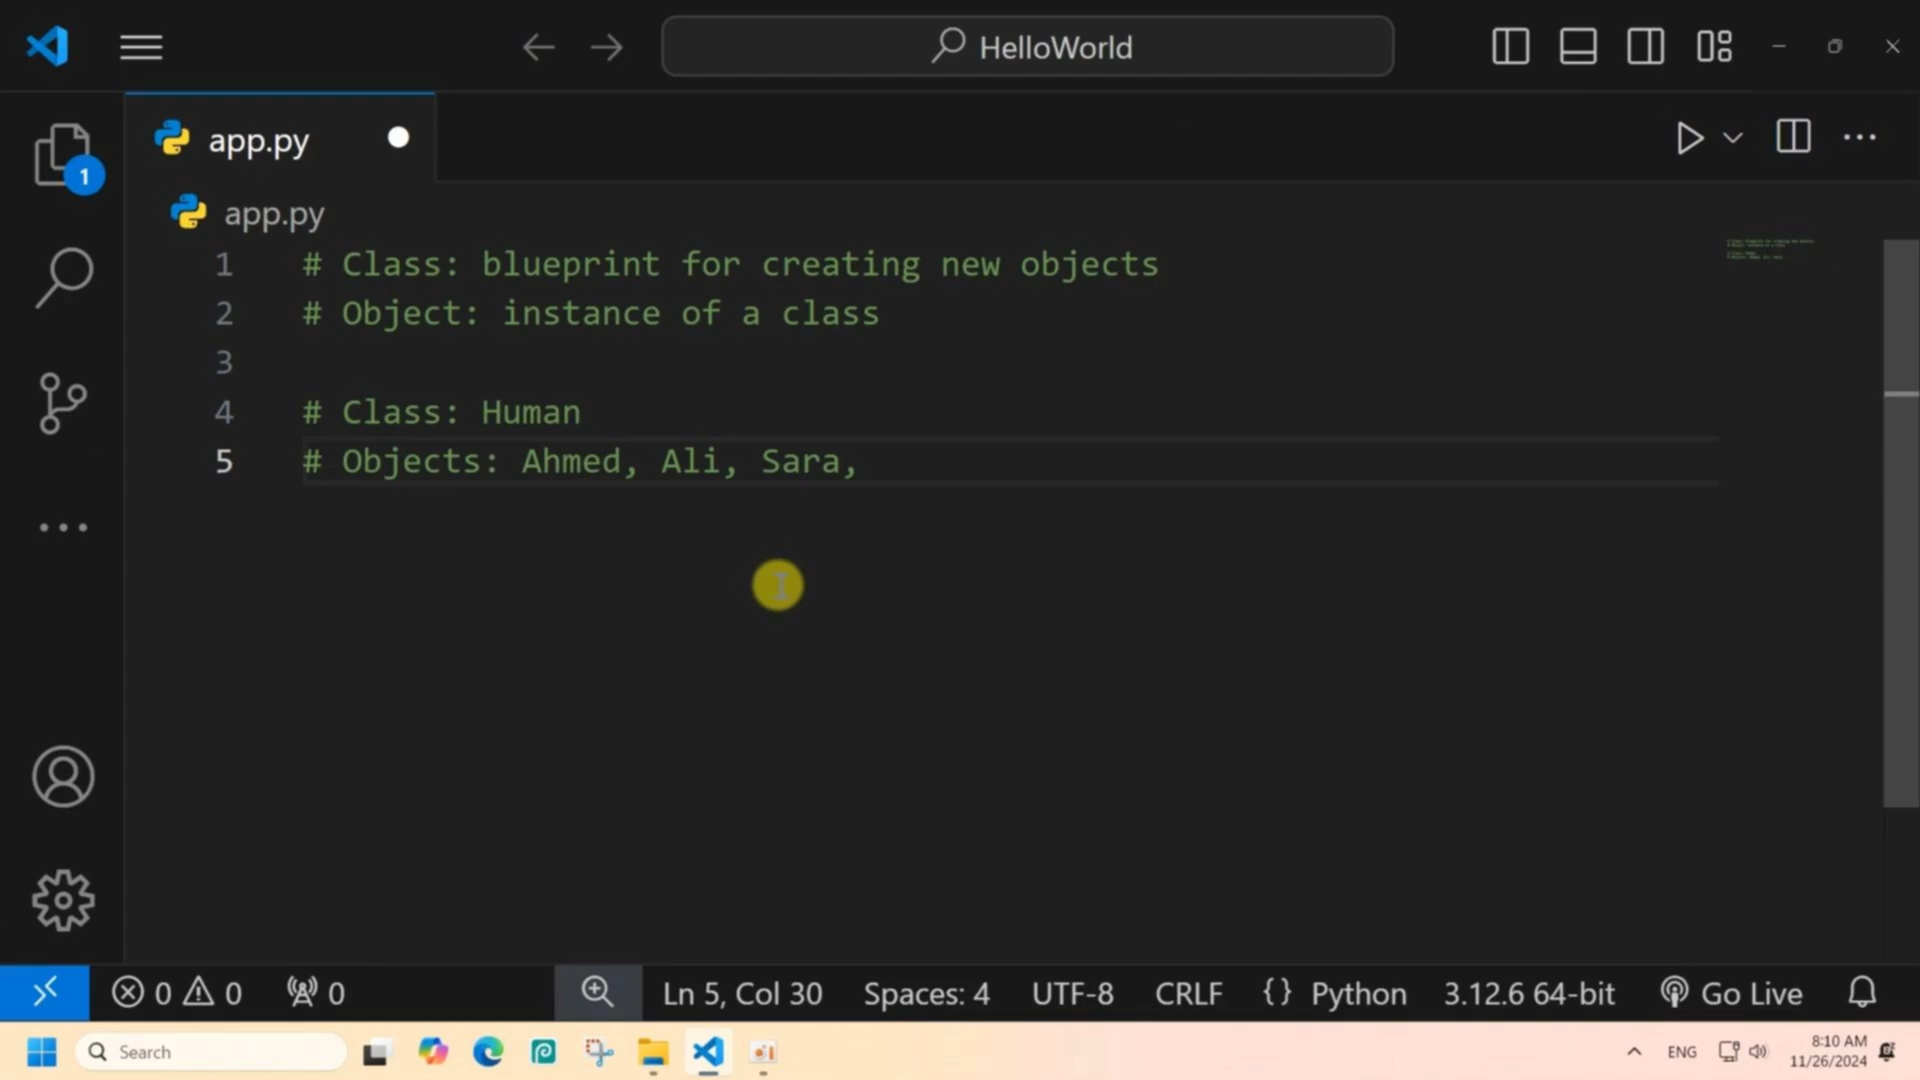 HelloWorld
app.py
app.py
1
1 # Class: blueprint for creating new objects
2 # Object: instance of a class
3
4 # Class: Human
5 # Objects: Ahmed, Ali, Sara,
0 0 0 Ln 5, Col 30 Spaces: 4 UTF-8 CRLF {} Python 3.12.6 64-bit Go Live
Search ENG 8:10 AM
11/26/2024